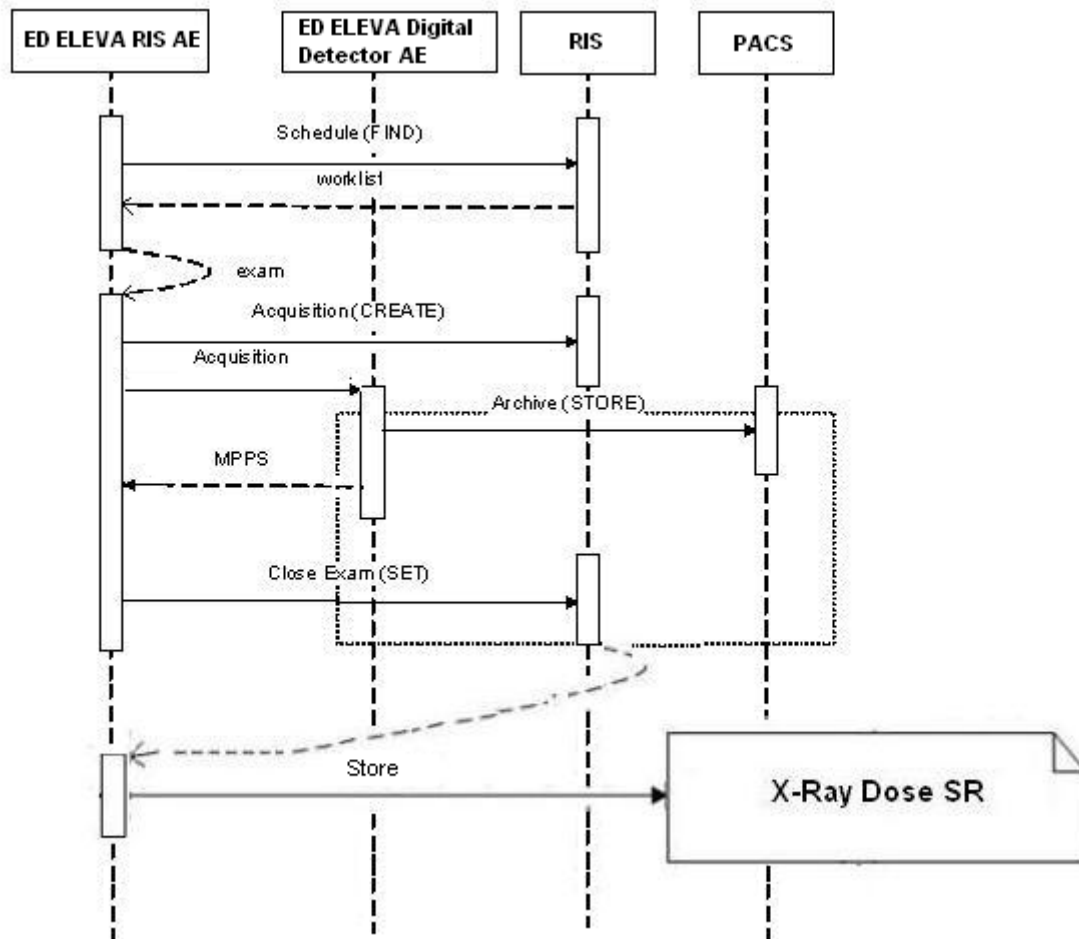 ED ELEVA RIS AE
ED ELEVA Digital
Detector AE
RIS
PACS
Schedule (FIND)
worklist
exam
Acquisition (CREATE)
Acquisition
Archive (STORE)
MPPS
Close Exam (SET)
Store
X-Ray Dose SR